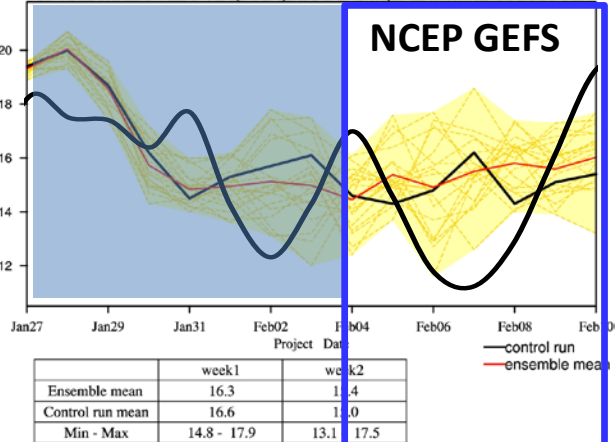 NCEP GEFS
20
18
16
14
12
Jan27 Jan29 Jan31 Feb02 Feb04 Feb06 Feb08
Project Date
control run
ensemble mean
week1 week2
Ensemble mean 16.3
Control run mean 16.6
Min - Max 14.8 - 17.9 13.1 17.5